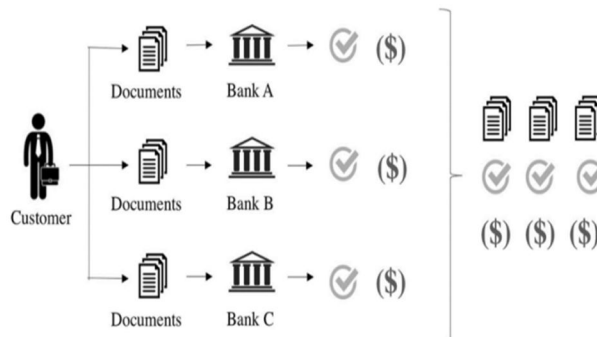 ($)
Documents
Bank A
Customer
($)
Documents
Bank B
($)
Documents
Bank C
($) ($) ($)